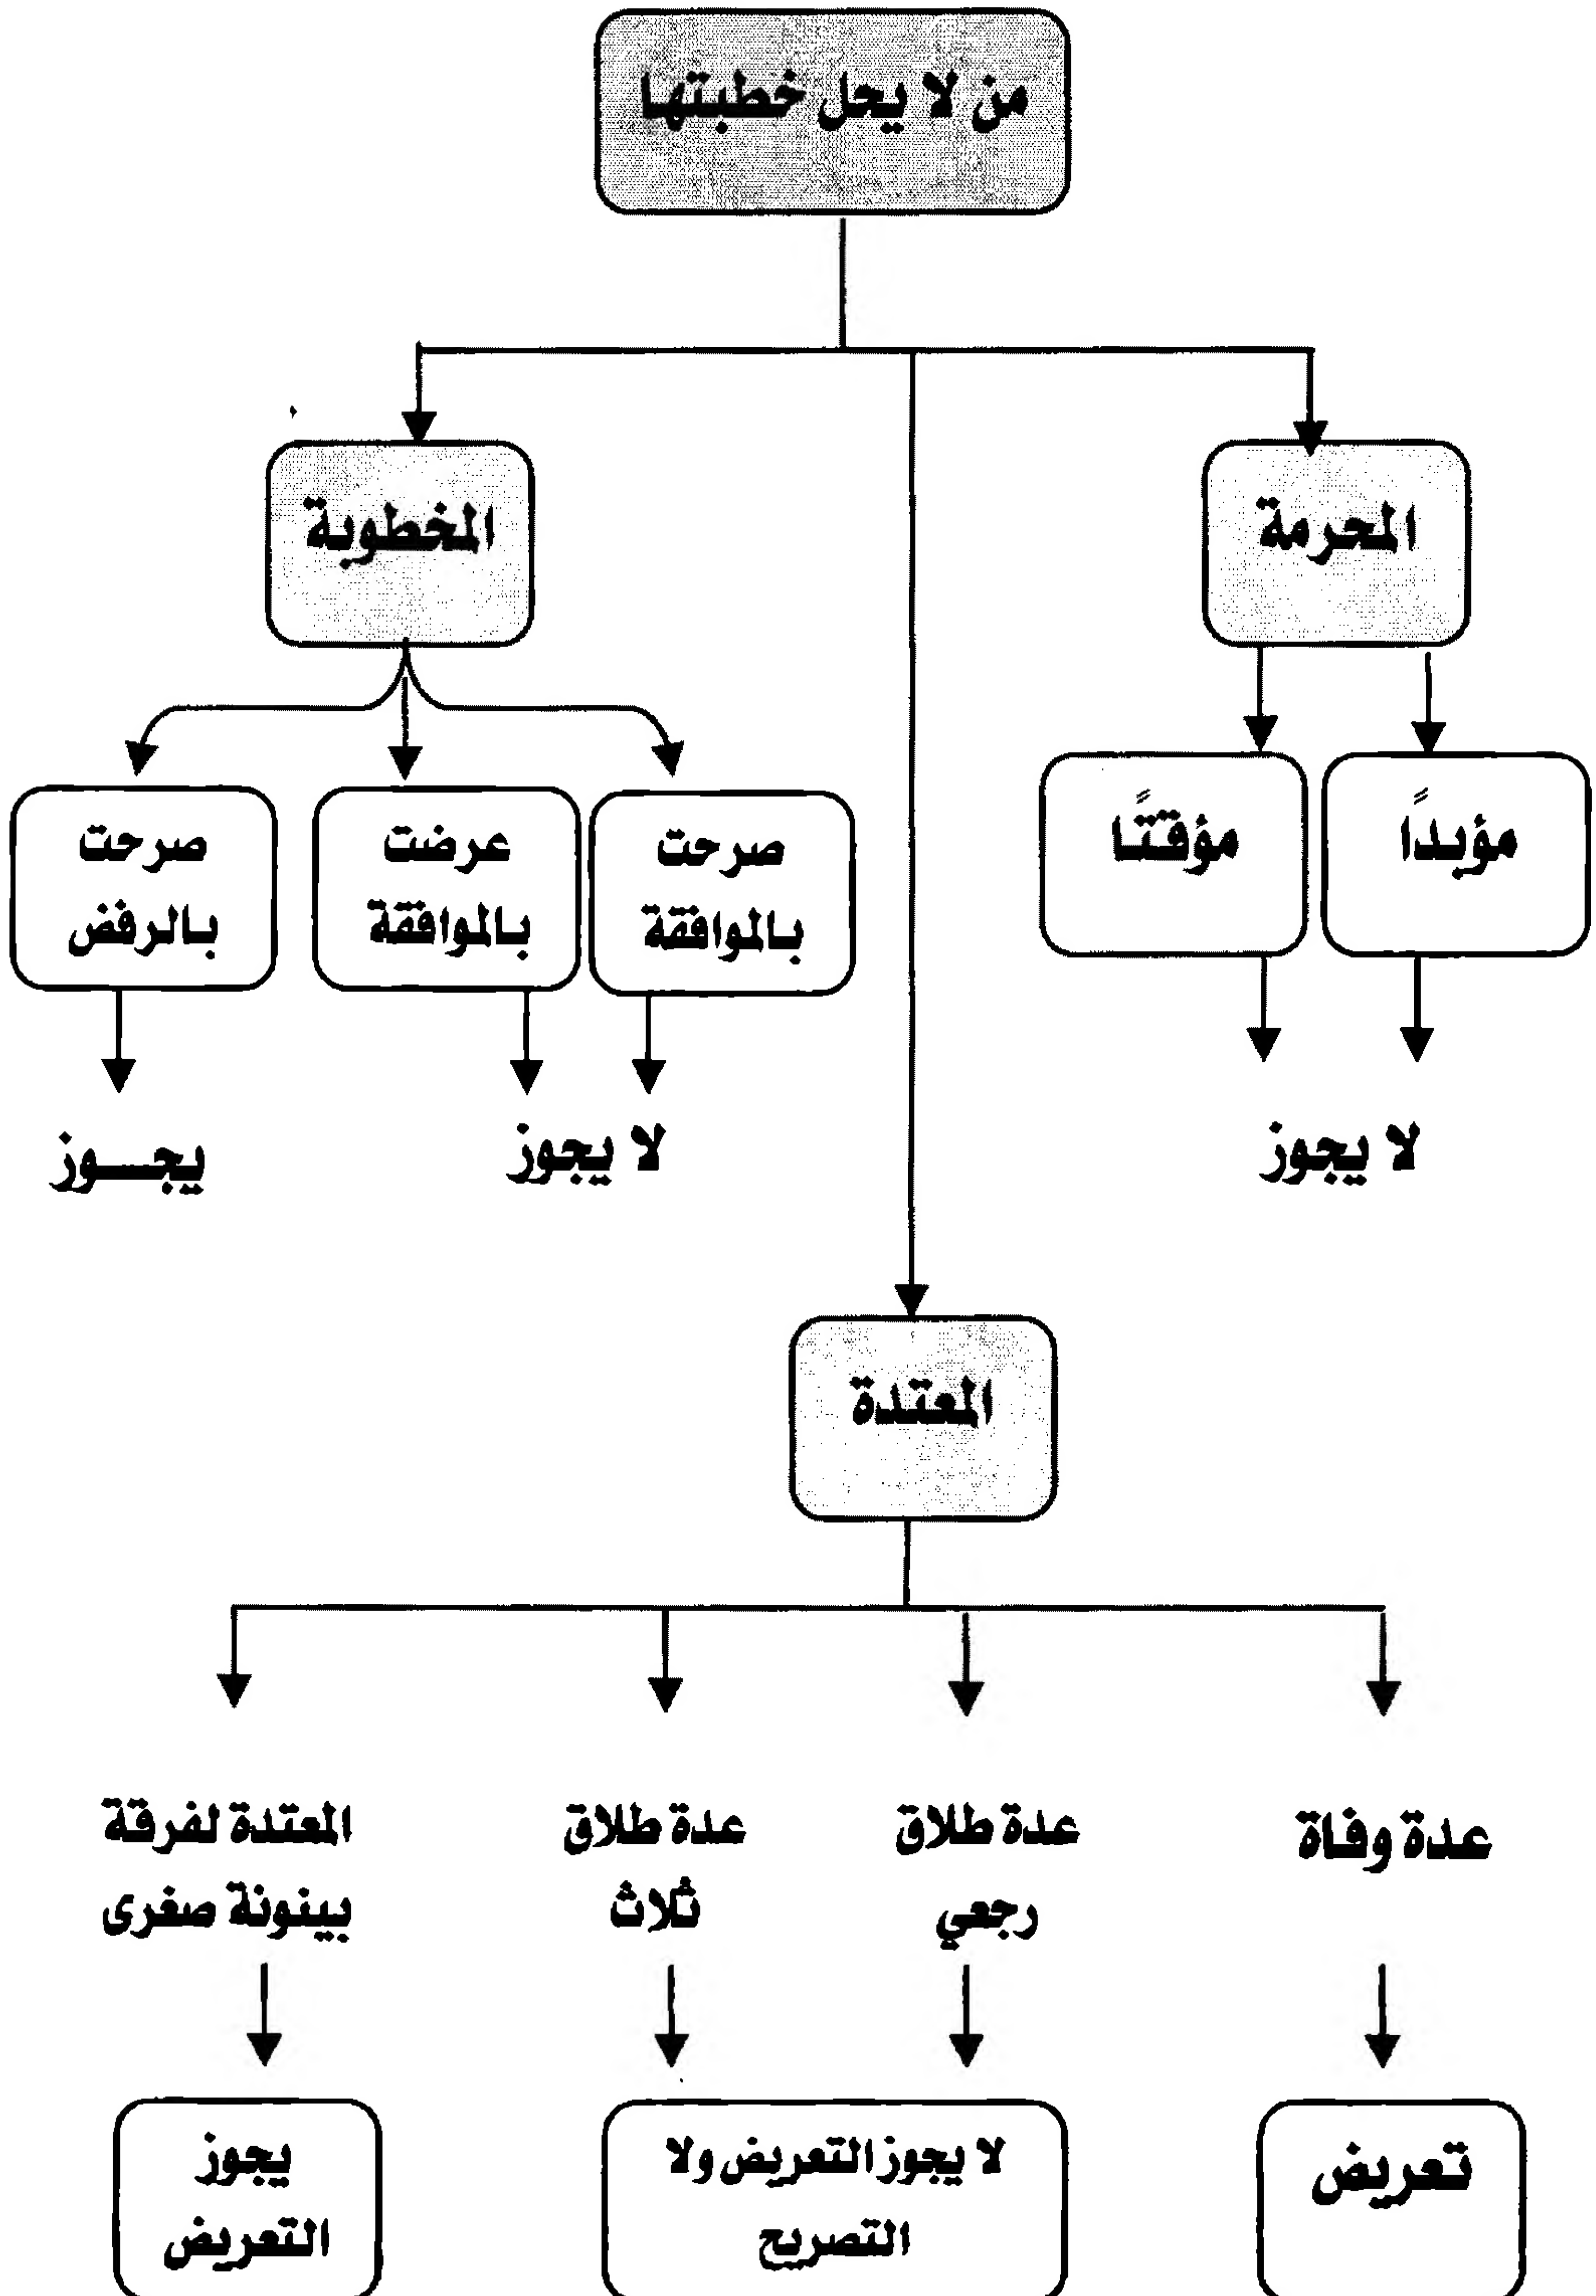 من لا يحل خطبتها
المحرمة
المخطوبة
مؤبدًا
مؤقتًا
صرحت
بالموافقة
عرضت
بالموافقة
صرحت
بالرفض
لا يجوز
لا يجوز
يجـــوز
المعتدة
عدة وفاة
عدة طلاق
رجعي
عدة طلاق
ثلاث
المعتدة لفرقة
بينونة صغرى
تعريض
لا يجوز التعريض ولا
التصريح
يجوز
التعريض